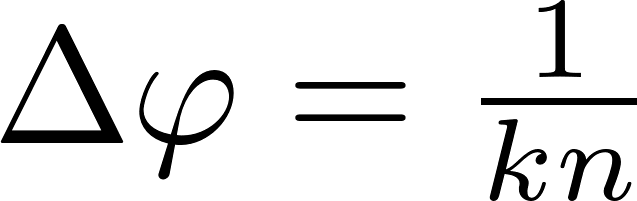 Δφ = 1/(kn)